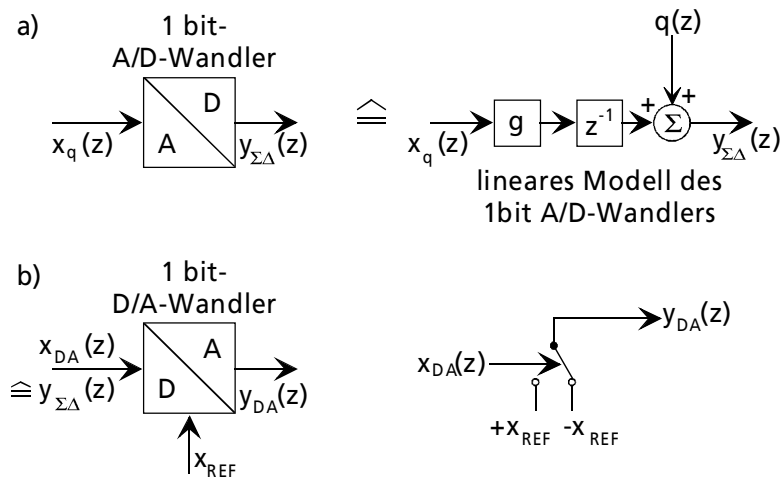 a)
1 bit-
A/D-Wandler
D
A
x_q(z)
y_ΣΔ(z)
≙
q(z)
+
+
g
z⁻¹
Σ
x_q(z)
y_ΣΔ(z)
lineares Modell des
1bit A/D-Wandlers
b)
1 bit-
D/A-Wandler
x_DA(z)
≙ y_ΣΔ(z)
A
D
y_DA(z)
x_REF
y_DA(z)
x_DA(z)
+x_REF -x_REF